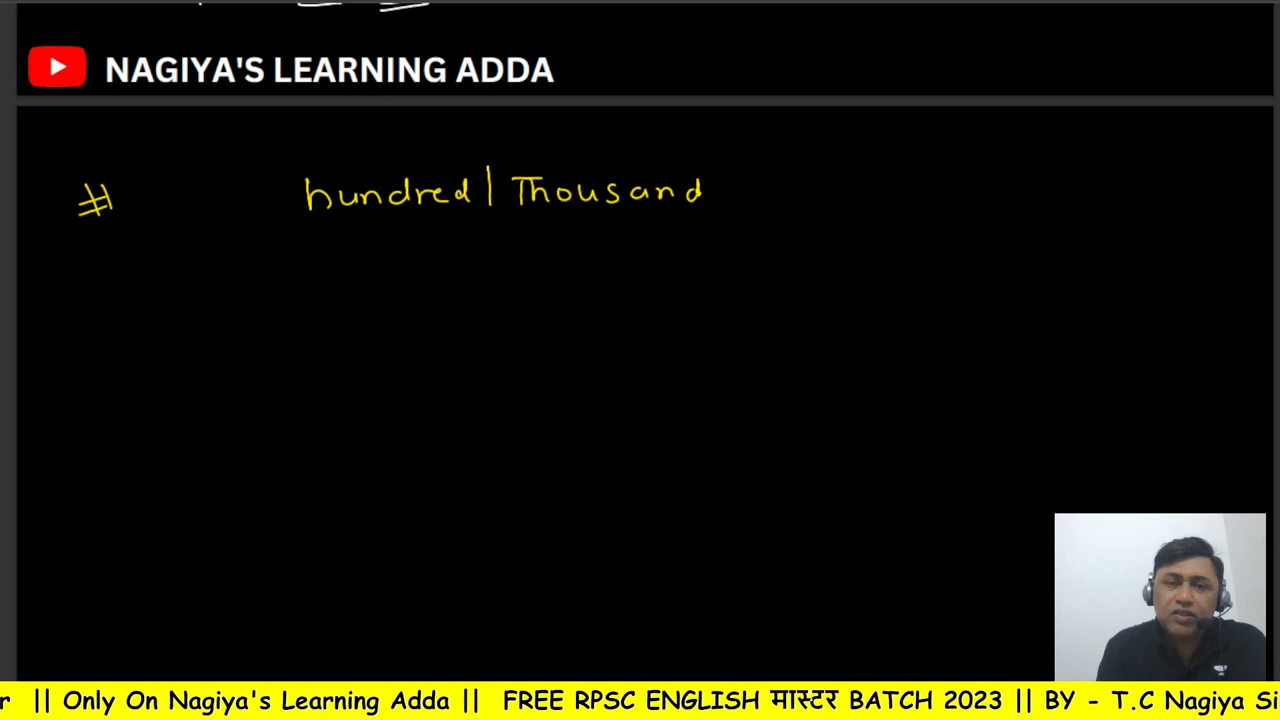 NAGIYA'S LEARNING ADDA
# hundred | Thousand
r || Only On Nagiya's Learning Adda || FREE RPSC ENGLISH मास्टर BATCH 2023 || BY - T.C Nagiya Si